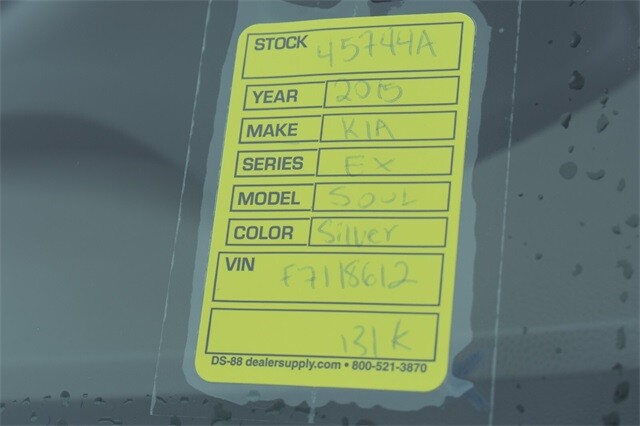 STOCK 45744A
YEAR 2015
MAKE KIA
SERIES EX
MODEL SOUL
COLOR Silver
VIN F7118612
131K
DS-88 dealersupply.com • 800-521-3870